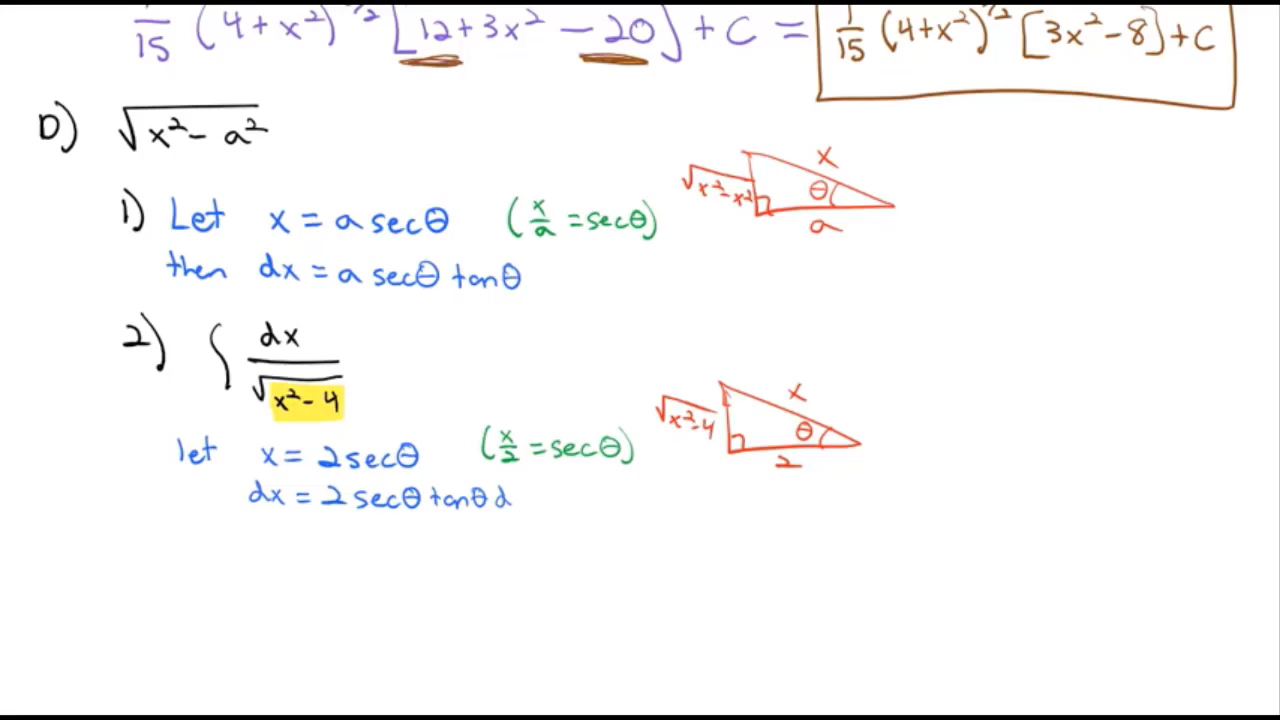 1/15 (4+x²)^(3/2) [12+3x² − 20] + C = 1/15 (4+x²)^(3/2) [3x² − 8] + C
D) √(x² − a²)
1) Let x = a secθ (x/a = secθ) √(x² − x²) x θ a
then dx = a secθ tanθ
2) ∫ dx/√(x² − 4)
let x = 2secθ (x/2 = secθ) √(x² − 4) x θ 2
dx = 2 secθ tanθ d